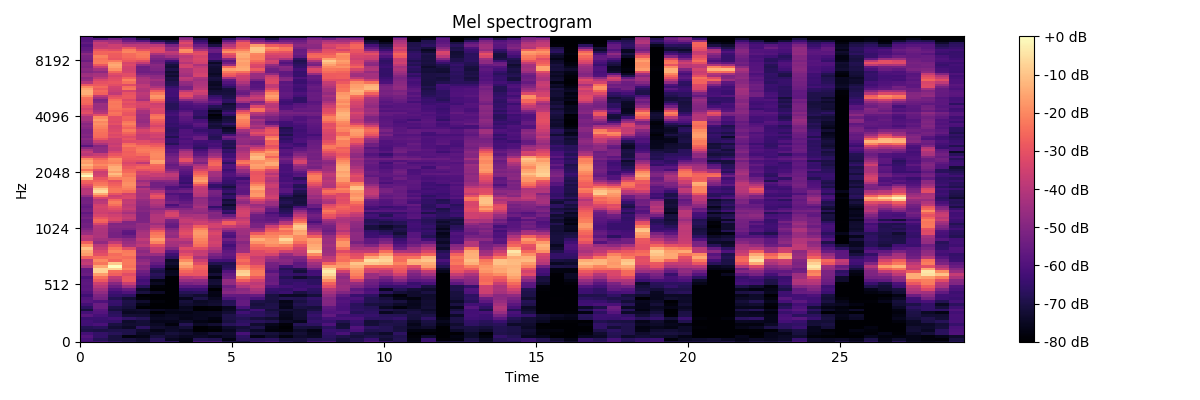 Mel spectrogram
8192
4096
2048
1024
512
0
Hz
0 5 10 15 20 25
Time
+0 dB
-10 dB
-20 dB
-30 dB
-40 dB
-50 dB
-60 dB
-70 dB
-80 dB